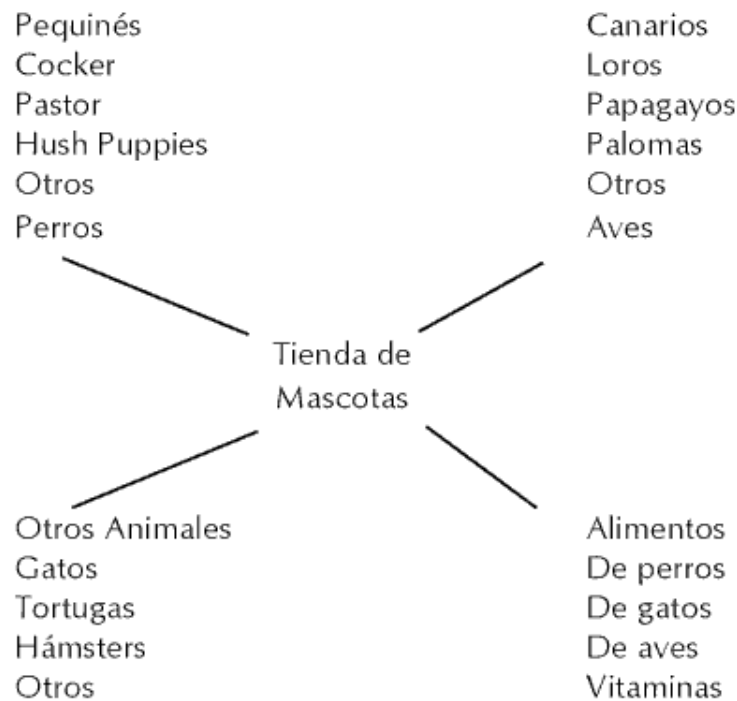 Pequinés
Cocker
Pastor
Hush Puppies
Otros
Perros
Canarios
Loros
Papagayos
Palomas
Otros
Aves
Tienda de
Mascotas
Otros Animales
Gatos
Tortugas
Hámsters
Otros
Alimentos
De perros
De gatos
De aves
Vitaminas